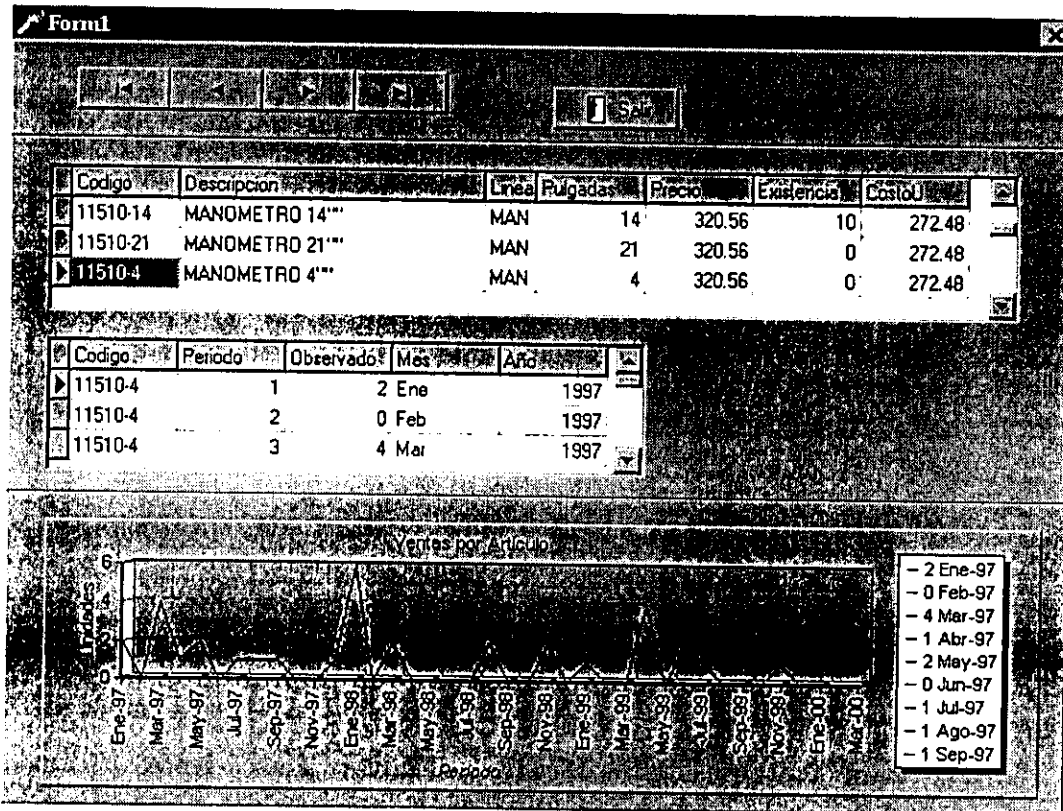 Form1
Salir
Codigo Descripcion Linea Pulgadas Precio Existencia CostoU
11510-14 MANOMETRO 14"" MAN 14 320.56 10 272.48
11510-21 MANOMETRO 21"" MAN 21 320.56 0 272.48
11510-4 MANOMETRO 4"" MAN 4 320.56 0 272.48
Codigo Periodo Observado Mes Año
11510-4 1 2 Ene 1997
11510-4 2 0 Feb 1997
11510-4 3 4 Mar 1997
Ventas por Articulo
Unidades
6
4
2
0
Ene-97 Mar-97 May-97 Jul-97 Sep-97 Nov-97 Ene-98 Mar-98 May-98 Jul-98 Sep-98 Nov-98 Ene-99 Mar-99 May-99 Jul-99 Sep-99 Nov-99 Ene-00 Mar-00
Periodo
2 Ene-97
0 Feb-97
4 Mar-97
1 Abr-97
2 May-97
0 Jun-97
1 Jul-97
1 Ago-97
1 Sep-97